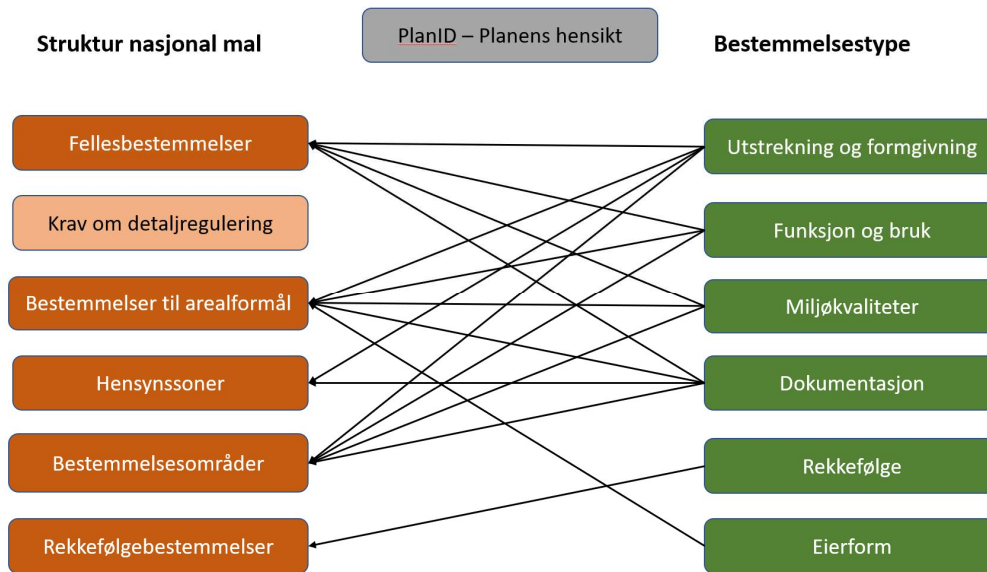 Struktur nasjonal mal
PlanID – Planens hensikt
Bestemmelsestype
Fellesbestemmelser
Krav om detaljregulering
Bestemmelser til arealformål
Hensynssoner
Bestemmelsesområder
Rekkefølgebestemmelser
Utstrekning og formgivning
Funksjon og bruk
Miljøkvaliteter
Dokumentasjon
Rekkefølge
Eierform